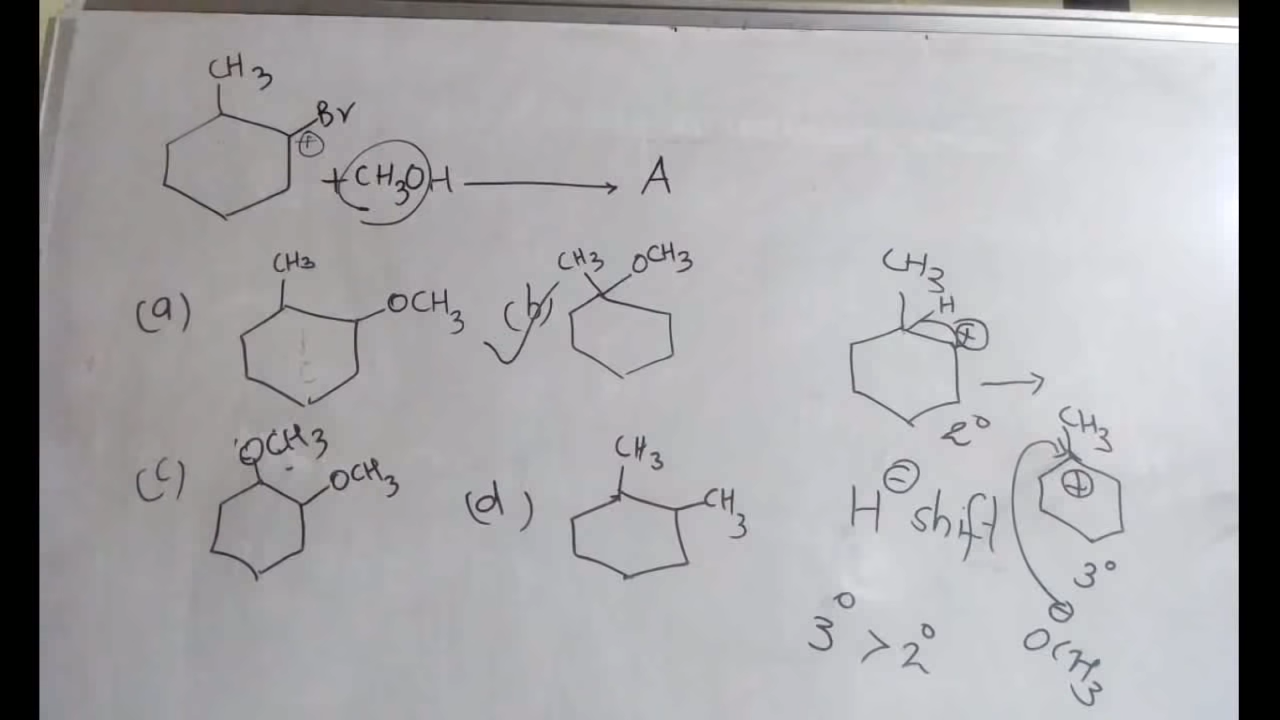 CH3
Br
⊕
+ CH3OH ⟶ A
(a)
CH3
OCH3
(b)
CH3
OCH3
(c)
OCH3
OCH3
(d)
CH3
CH3
CH3
H
⊕
2°
→
H⊖ shift
CH3
⊕
3°
⊖
OCH3
3° > 2°